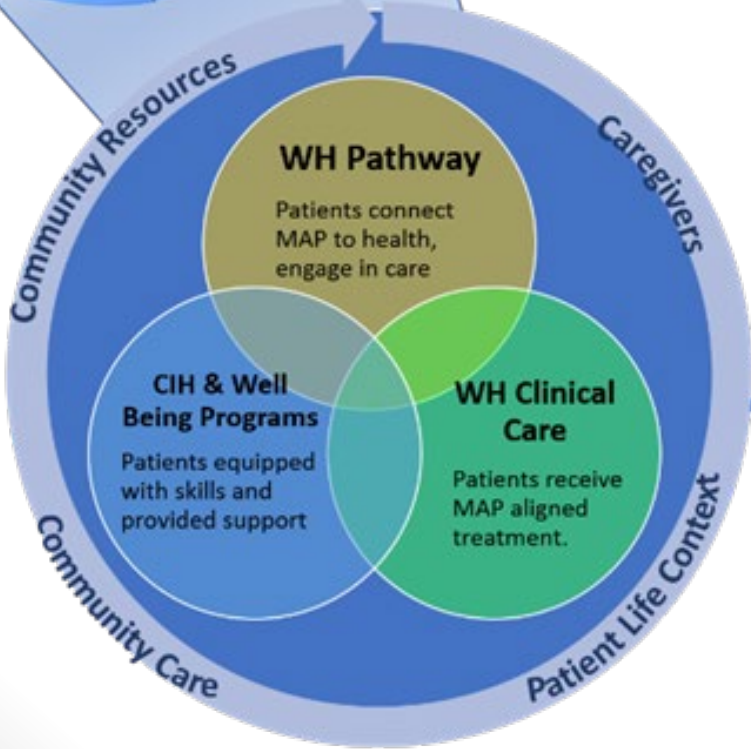 Community Resources
Caregivers
WH Pathway
Patients connect
MAP to health,
engage in care
CIH & Well
Being Programs
Patients equipped
with skills and
provided support
WH Clinical
Care
Patients receive
MAP aligned
treatment.
Community Care
Patient Life Context